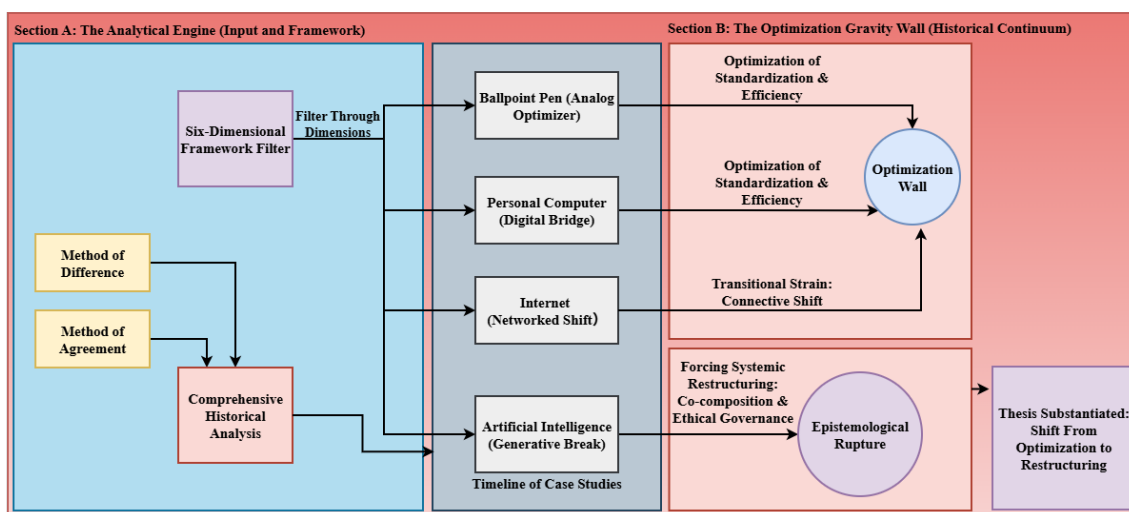 Section A: The Analytical Engine (Input and Framework)
Section B: The Optimization Gravity Wall (Historical Continuum)
Six-Dimensional
Framework Filter
Filter Through
Dimensions
Method of
Difference
Method of
Agreement
Comprehensive
Historical
Analysis
Ballpoint Pen (Analog
Optimizer)
Personal Computer
(Digital Bridge)
Internet
(Networked Shift)
Artificial Intelligence
(Generative Break)
Timeline of Case Studies
Optimization of
Standardization &
Efficiency
Optimization of
Standardization &
Efficiency
Transitional Strain:
Connective Shift
Optimization
Wall
Forcing Systemic
Restructuring:
Co-composition &
Ethical Governance
Epistemological
Rupture
Thesis Substantiated:
Shift From
Optimization to
Restructuring